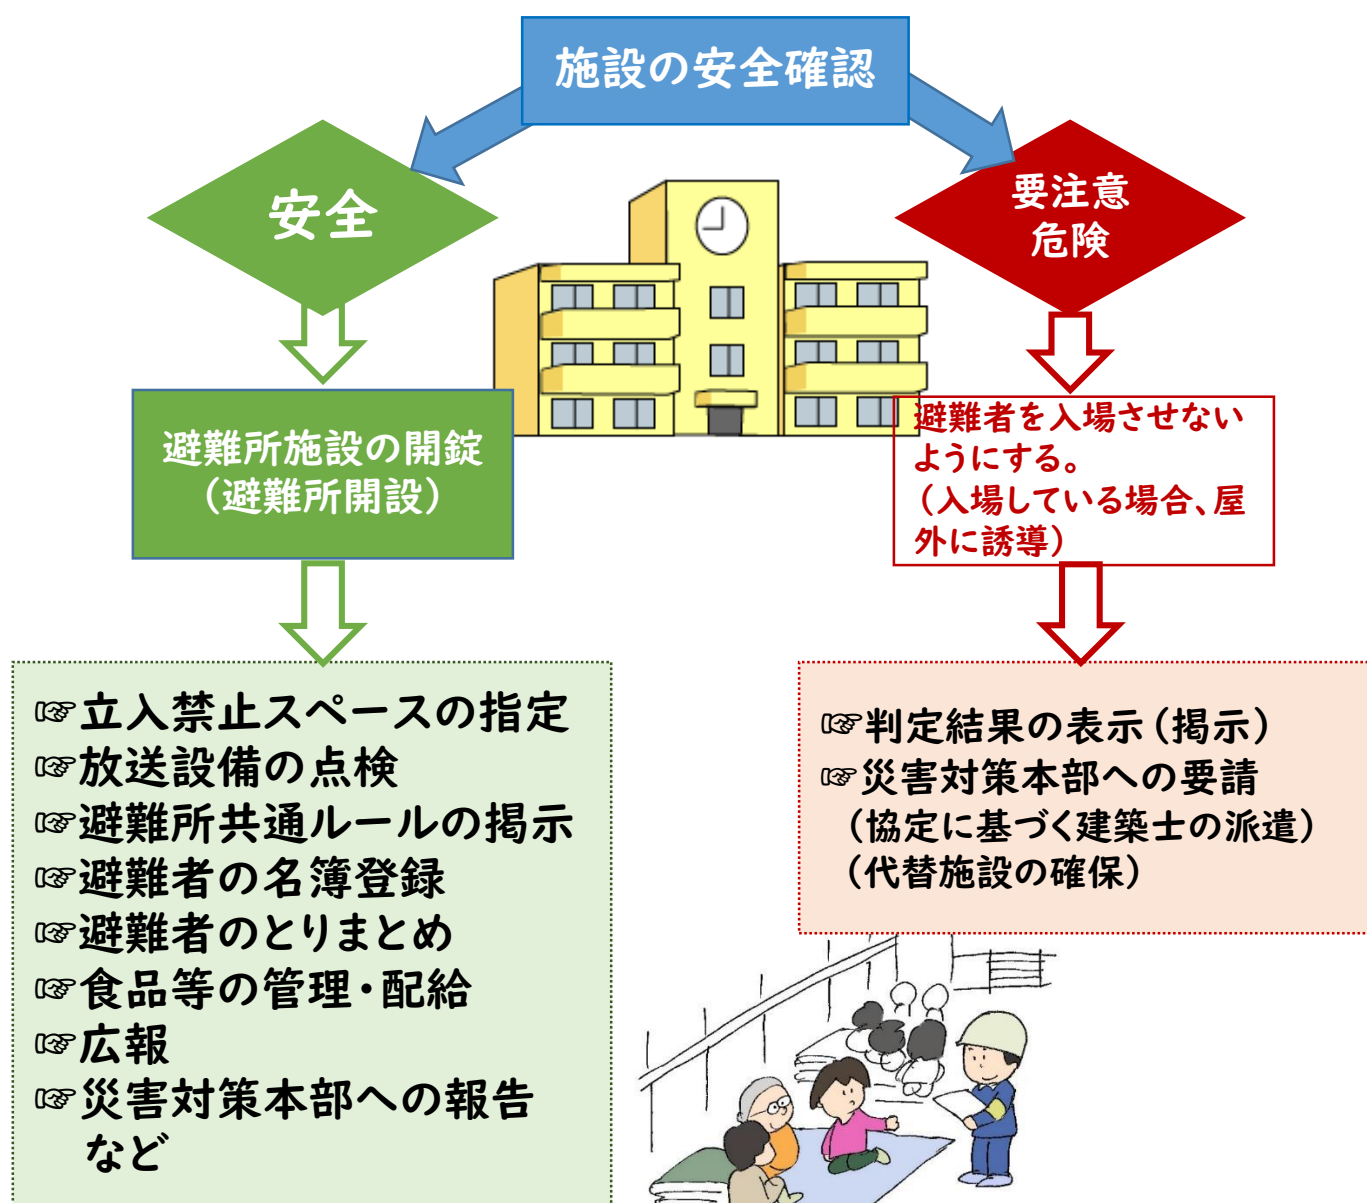 施設の安全確認
安全
要注意
危険
避難所施設の開錠
（避難所開設）
避難者を入場させない
ようにする。
（入場している場合、屋
外に誘導）
☞立入禁止スペースの指定
☞放送設備の点検
☞避難所共通ルールの掲示
☞避難者の名簿登録
☞避難者のとりまとめ
☞食品等の管理・配給
☞広報
☞災害対策本部への報告
など
☞判定結果の表示（掲示）
☞災害対策本部への要請
（協定に基づく建築士の派遣）
（代替施設の確保）